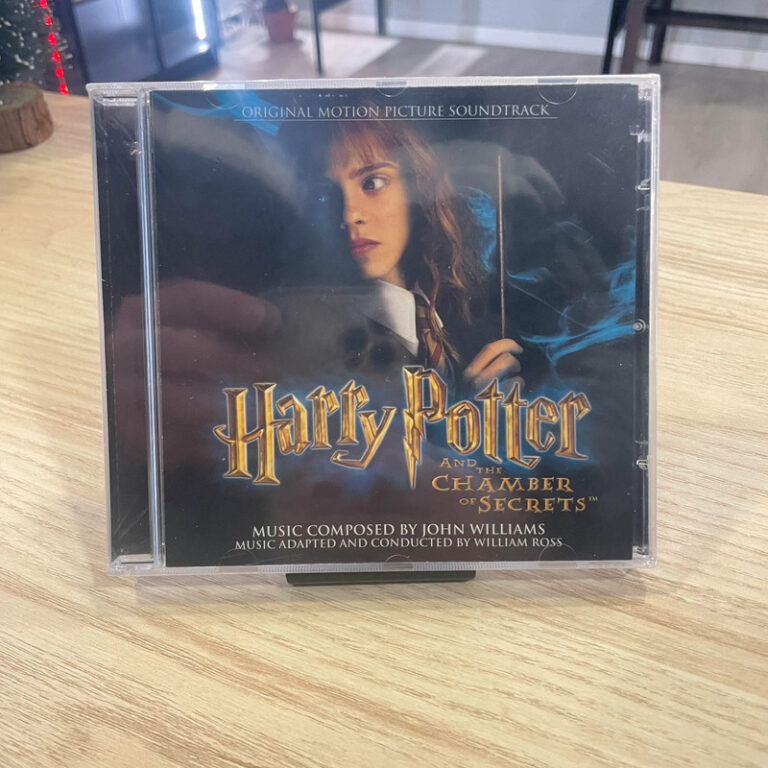 ORIGINAL MOTION PICTURE SOUNDTRACK
Harry Potter
AND THE
CHAMBER
OF SECRETS™
MUSIC COMPOSED BY JOHN WILLIAMS
MUSIC ADAPTED AND CONDUCTED BY WILLIAM ROSS